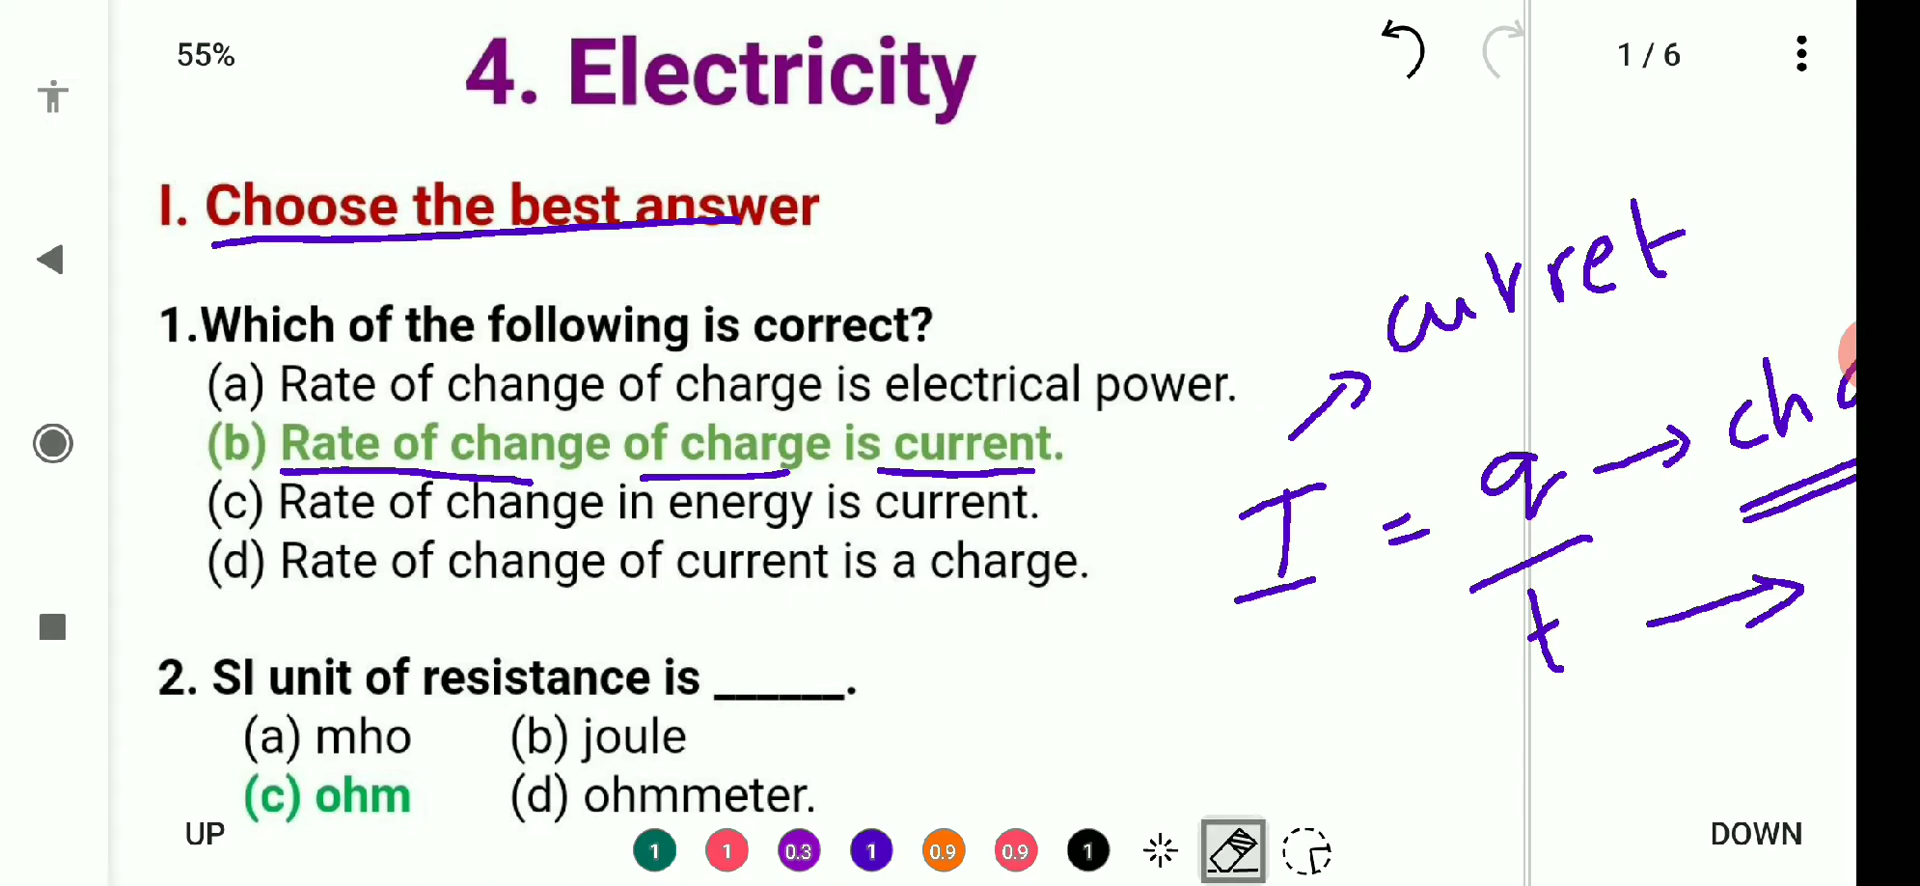 55%
4. Electricity
1 / 6
I. Choose the best answer
curret
1.Which of the following is correct?
(a) Rate of change of charge is electrical power.
(b) Rate of change of charge is current.
(c) Rate of change in energy is current.
(d) Rate of change of current is a charge.
I = q → cha
t →
2. SI unit of resistance is ______.
(a) mho (b) joule
(c) ohm (d) ohmmeter.
UP
DOWN
1 1 0.3 1 0.9 0.9 1